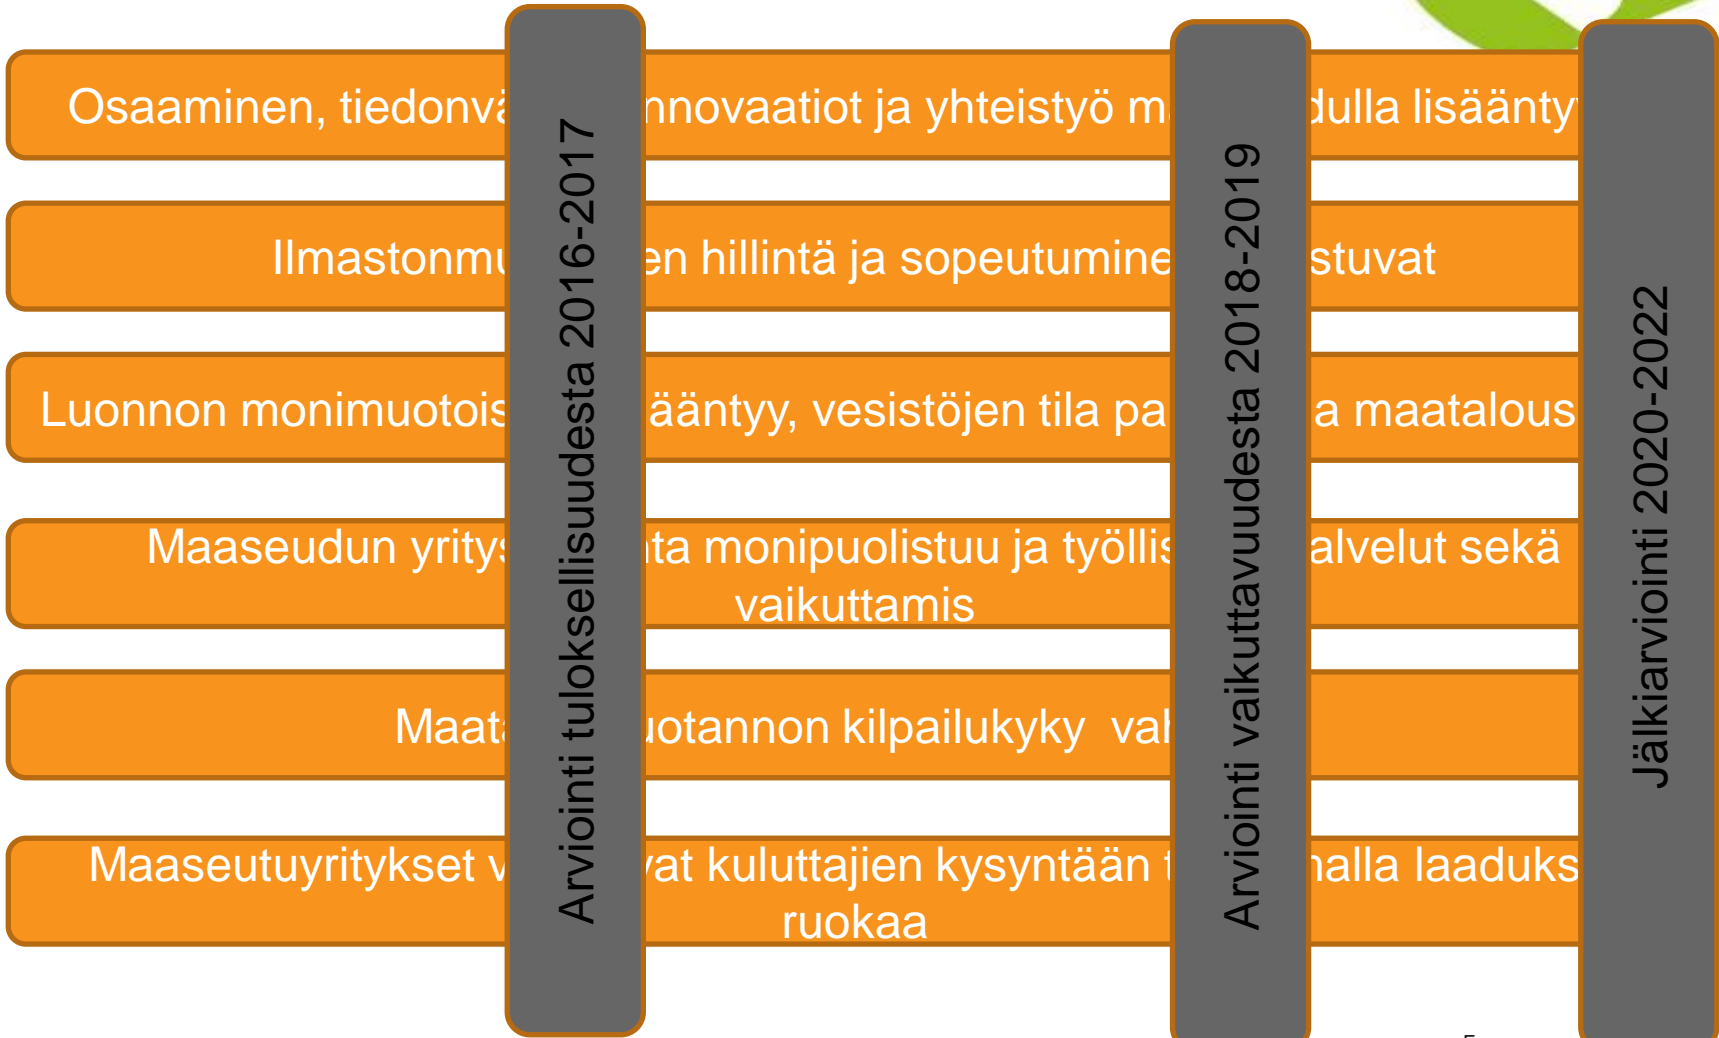 Osaaminen, tiedonvä nnovaatiot ja yhteistyö m dulla lisäänty
Ilmastonmu en hillintä ja sopeutumine stuvat
Luonnon monimuotois ääntyy, vesistöjen tila pa a maatalous
Maaseudun yritys ta monipuolistuu ja työllis alvelut sekä
vaikuttamis
Maata uotannon kilpailukyky vah
Maaseutuyritykset v vat kuluttajien kysyntään t alla laaduks
ruokaa
Arviointi tuloksellisuudesta 2016-2017
Arviointi vaikuttavuudesta 2018-2019
Jälkiarviointi 2020-2022